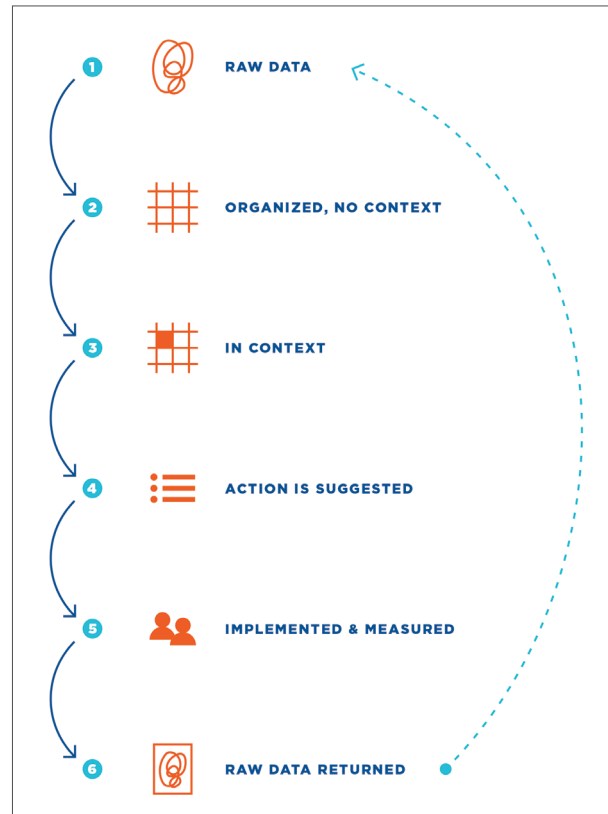 1 RAW DATA
2 ORGANIZED, NO CONTEXT
3 IN CONTEXT
4 ACTION IS SUGGESTED
5 IMPLEMENTED & MEASURED
6 RAW DATA RETURNED